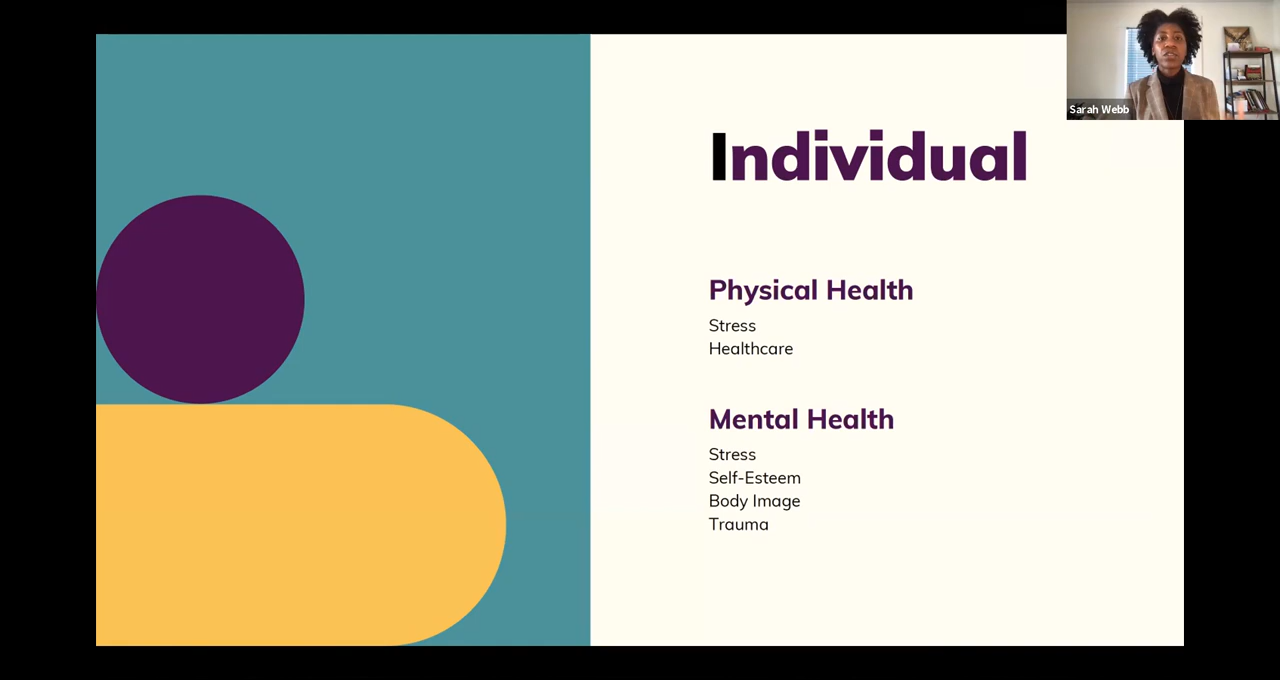 Sarah Webb
Individual
Physical Health
Stress
Healthcare
Mental Health
Stress
Self-Esteem
Body Image
Trauma